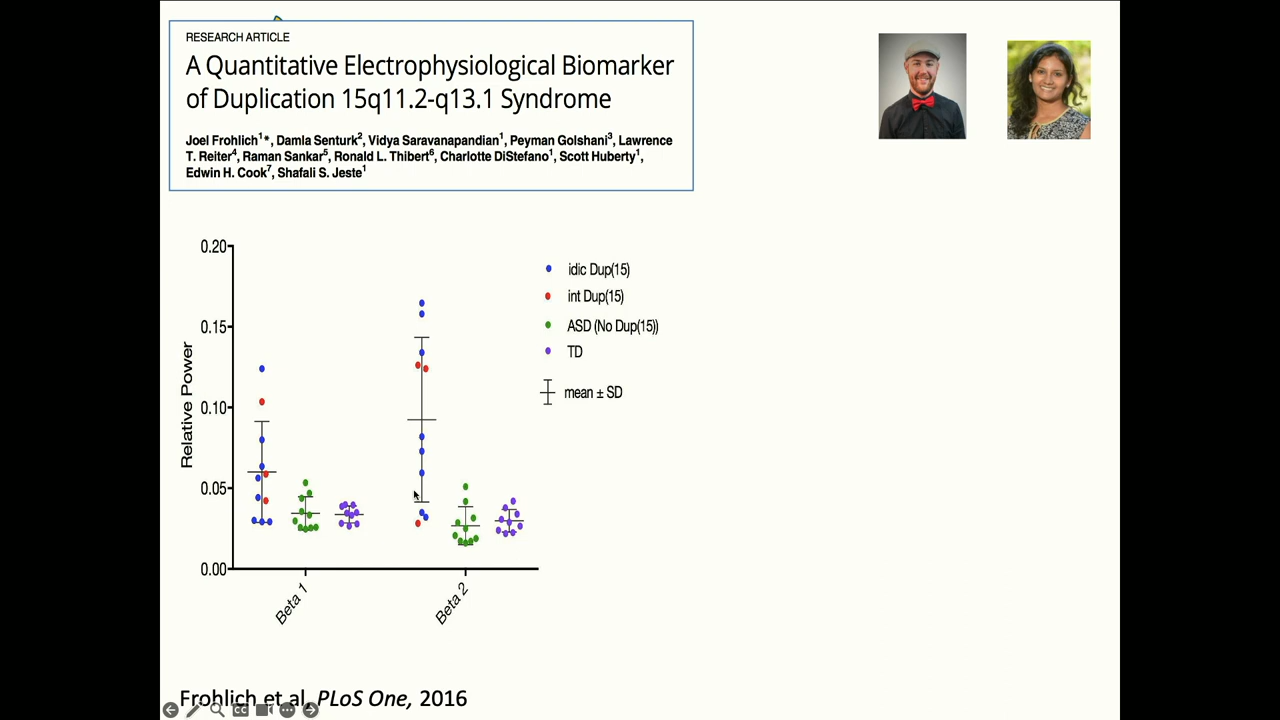 RESEARCH ARTICLE
A Quantitative Electrophysiological Biomarker
of Duplication 15q11.2-q13.1 Syndrome
Joel Frohlich1*, Damla Senturk2, Vidya Saravanapandian1, Peyman Golshani3, Lawrence
T. Reiter4, Raman Sankar5, Ronald L. Thibert6, Charlotte DiStefano1, Scott Huberty1,
Edwin H. Cook7, Shafali S. Jeste1
0.20
0.15
0.10
0.05
0.00
Relative Power
Beta 1
Beta 2
idic Dup(15)
int Dup(15)
ASD (No Dup(15))
TD
mean ± SD
Frohlich et al, PLoS One, 2016
CC